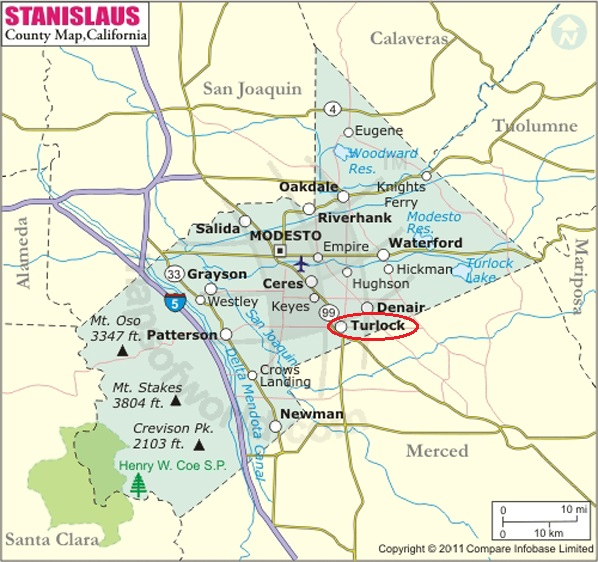 STANISLAUS
County Map,California
Calaveras
San Joaquin
4
Eugene
Tuolumne
Woodward
Res.
Oakdale
Knights
Ferry
Riverhank
Modesto
Res.
Salida
MODESTO
Waterford
Empire
Alameda
Mariposa
33
Grayson
Hickman
Turlock
Lake
Ceres
Hughson
5
Westley
Keyes
Denair
99
Turlock
Mt. Oso
3347 ft.
Patterson
San Joaquin
Delta Mendota Canal
Crows
Landing
Mt. Stakes
3804 ft.
Newman
Crevison Pk.
2103 ft.
Merced
Henry W. Coe S.P.
0 10 mi
0 10 km
Santa Clara
Copyright © 2011 Compare Infobase Limited